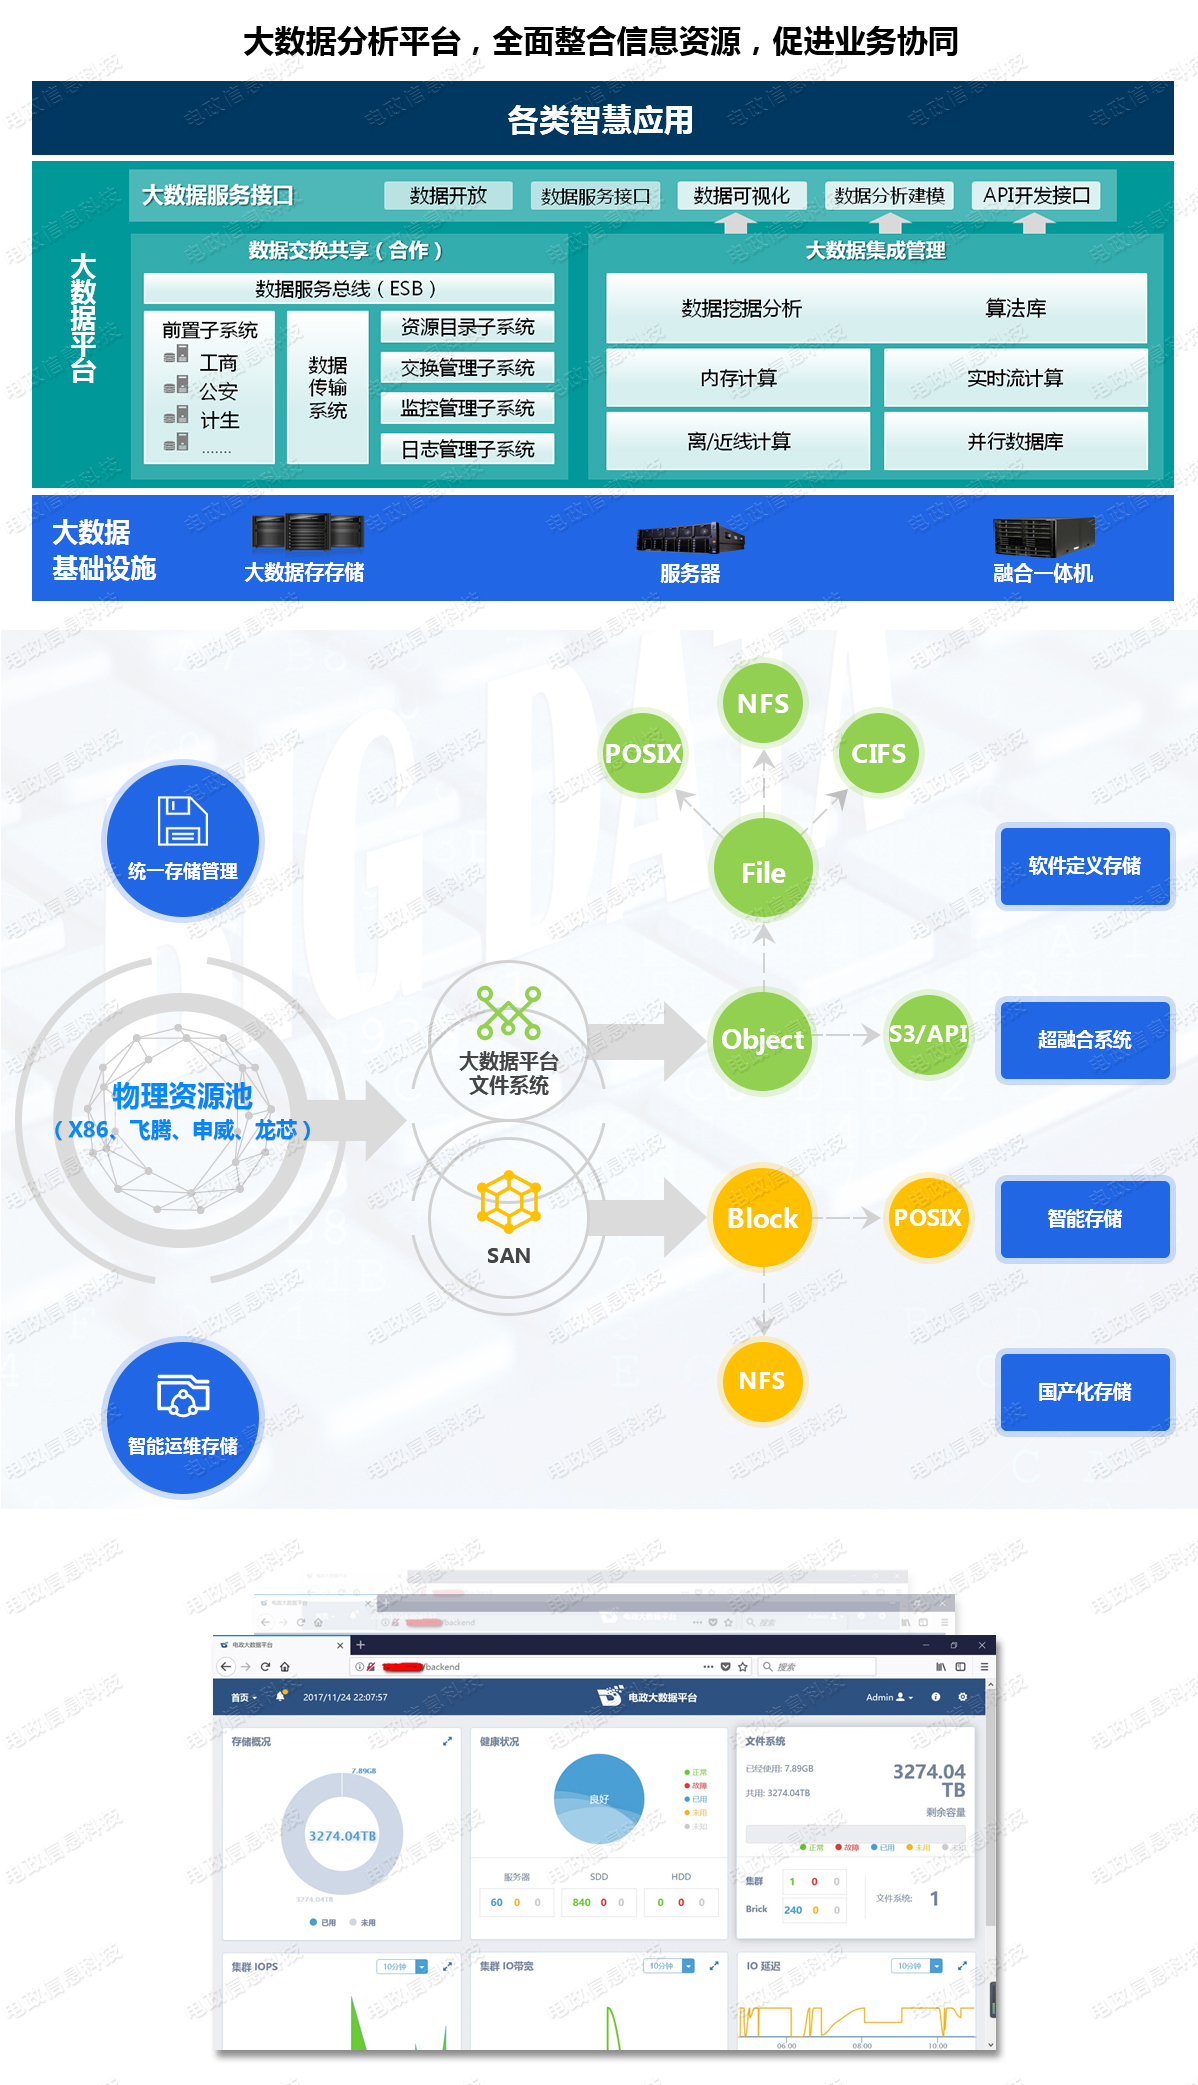 大数据分析平台，全面整合信息资源，促进业务协同
各类智慧应用
大数据平台
大数据服务接口
数据开放
数据服务接口
数据可视化
数据分析建模
API开发接口
数据交换共享（合作）
数据服务总线（ESB）
前置子系统
工商
公安
计生
.......
数据
传输
系统
资源目录子系统
交换管理子系统
监控管理子系统
日志管理子系统
大数据集成管理
数据挖掘分析
算法库
内存计算
实时流计算
离/近线计算
并行数据库
大数据
基础设施
大数据存存储
服务器
融合一体机
BIG DATA
NFS
POSIX
CIFS
File
统一存储管理
软件定义存储
大数据平台
文件系统
Object
S3/API
超融合系统
物理资源池
（X86、飞腾、申威、龙芯）
SAN
Block
POSIX
智能存储
NFS
国产化存储
智能运维存储
电政大数据平台
/backend
搜索
首页
2017/11/24 22:07:57
电政大数据平台
Admin
存储概况
7.89GB
3274.04TB
3274.04TB
已用
未用
健康状况
良好
正常
故障
已用
未用
未知
服务器
SDD
HDD
60 0 0
840 0 0
0 0 0
文件系统
已经使用: 7.89GB
共用: 3274.04TB
3274.04
TB
剩余容量
正常
故障
已用
未用
未知
集群
1 0 0
Brick
240 0 0
文件系统:
1
集群 IOPS
10分钟
集群 IO带宽
10分钟
IO 延迟
10分钟
06:00
08:00
10:00
电政信息科技